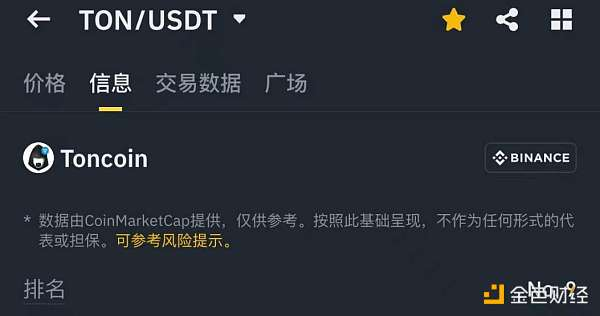 TON/USDT
价格 信息 交易数据 广场
Toncoin
BINANCE
* 数据由CoinMarketCap提供，仅供参考。按照此基础呈现，不作为任何形式的代
表或担保。可参考风险提示。
排名
No. 9
金色财经